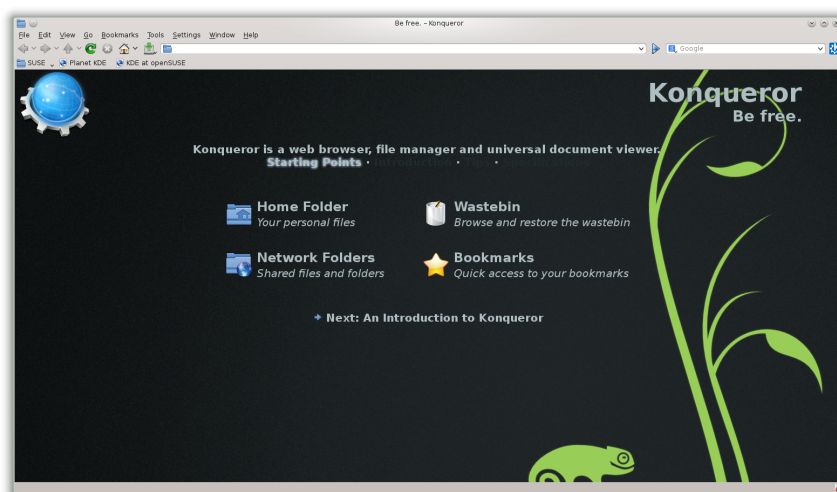 Be free. – Konqueror
File Edit View Go Bookmarks Tools Settings Window Help
Google
SUSE Planet KDE KDE at openSUSE
Konqueror
Be free.
Konqueror is a web browser, file manager and universal document viewer.
Starting Points · Introduction · Tips · Specifications
Home Folder
Your personal files
Wastebin
Browse and restore the wastebin
Network Folders
Shared files and folders
Bookmarks
Quick access to your bookmarks
Next: An Introduction to Konqueror